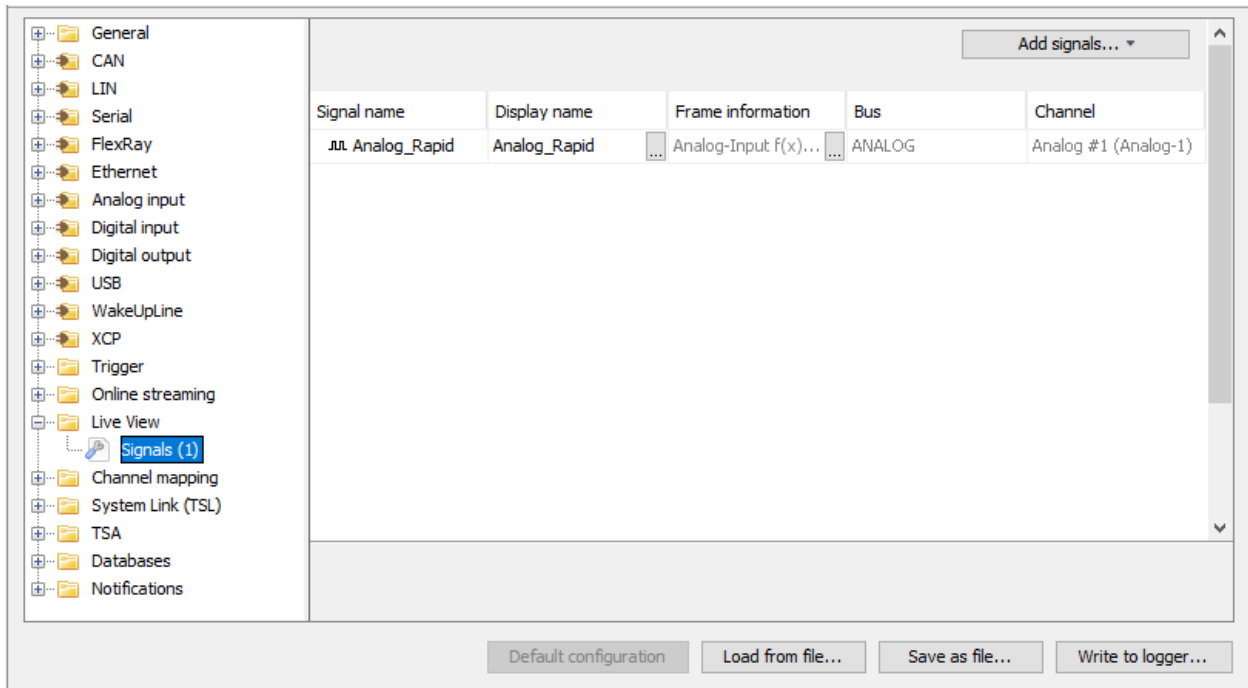 General
CAN
LIN
Serial
FlexRay
Ethernet
Analog input
Digital input
Digital output
USB
WakeUpLine
XCP
Trigger
Online streaming
Live View
Signals (1)
Channel mapping
System Link (TSL)
TSA
Databases
Notifications
Add signals...
Signal name Display name Frame information Bus Channel
Analog_Rapid Analog_Rapid ... Analog-Input f(x)... ... ANALOG Analog #1 (Analog-1)
Default configuration Load from file... Save as file... Write to logger...